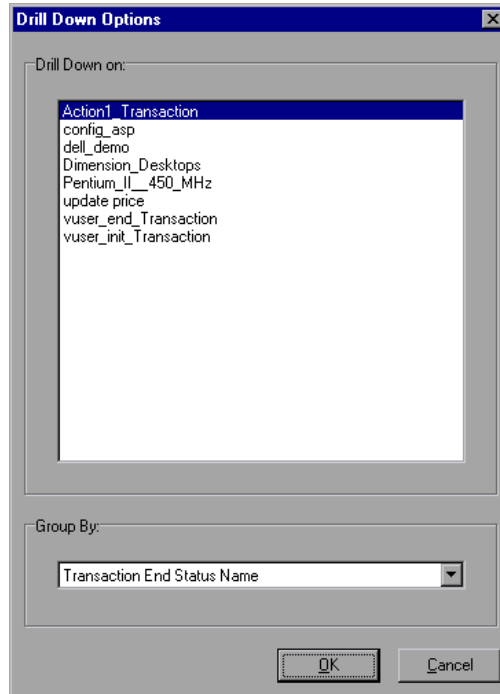 Drill Down Options
Drill Down on:
Action1_Transaction
config_asp
dell_demo
Dimension_Desktops
Pentium_II__450_MHz
update price
vuser_end_Transaction
vuser_init_Transaction
Group By:
Transaction End Status Name
OK
Cancel